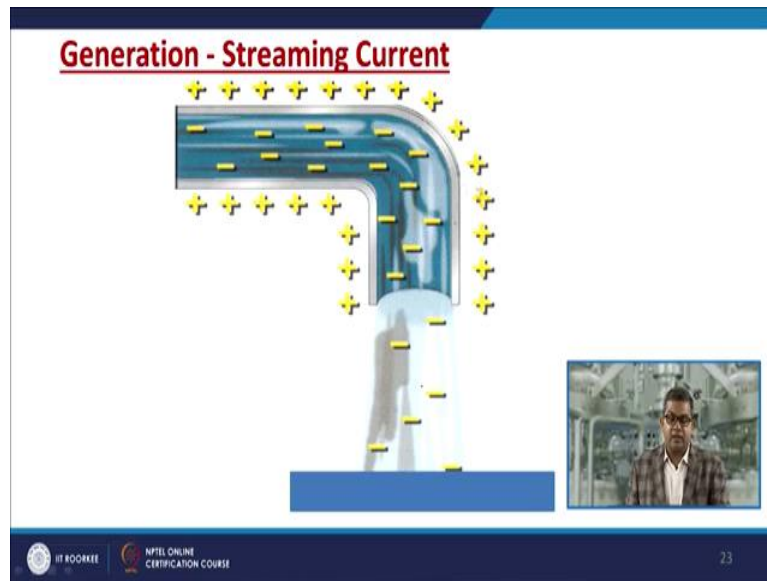 Generation - Streaming Current
IIT ROORKEE
NPTEL ONLINE
CERTIFICATION COURSE
23